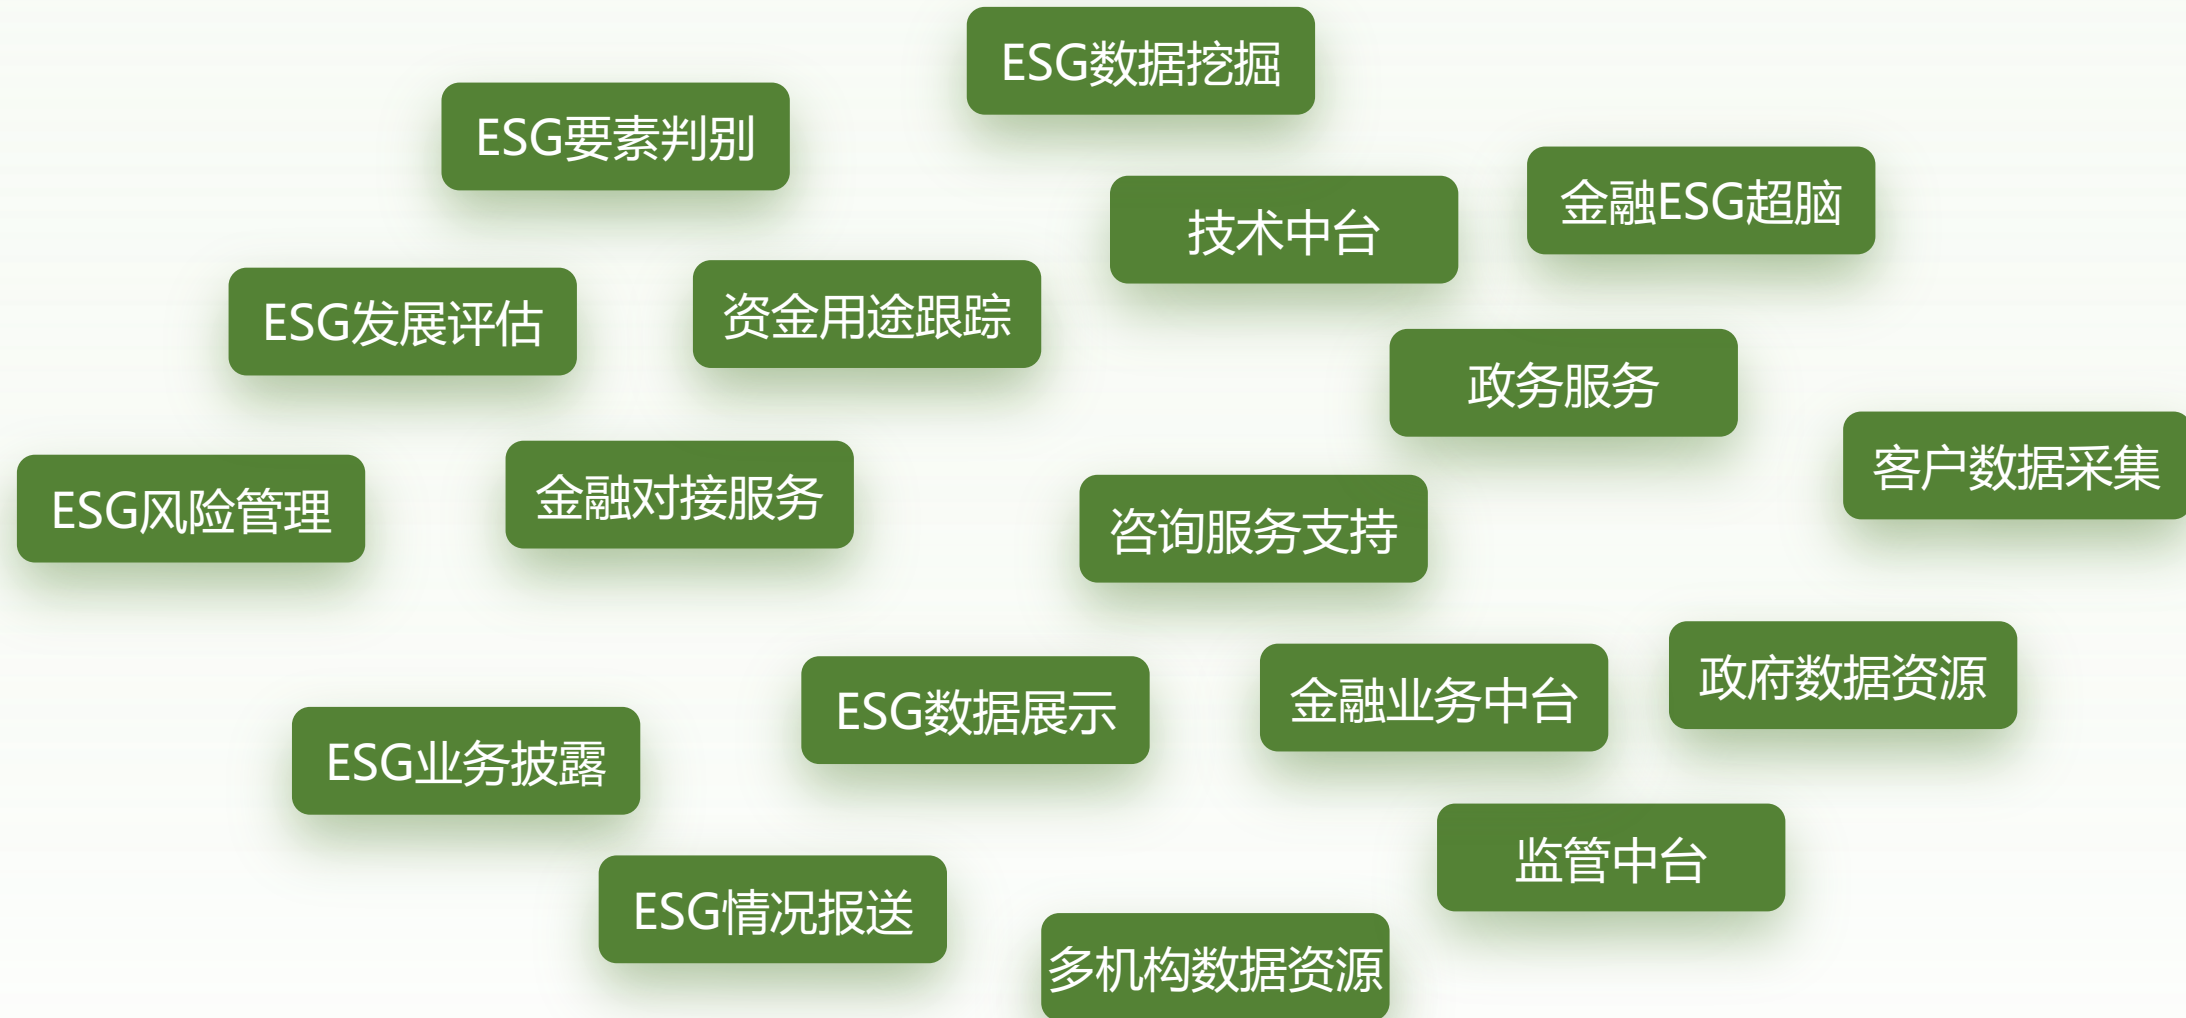 ESG数据挖掘
ESG要素判别
金融ESG超脑
技术中台
资金用途跟踪
ESG发展评估
政务服务
客户数据采集
金融对接服务
ESG风险管理
咨询服务支持
政府数据资源
金融业务中台
ESG数据展示
ESG业务披露
监管中台
ESG情况报送
多机构数据资源